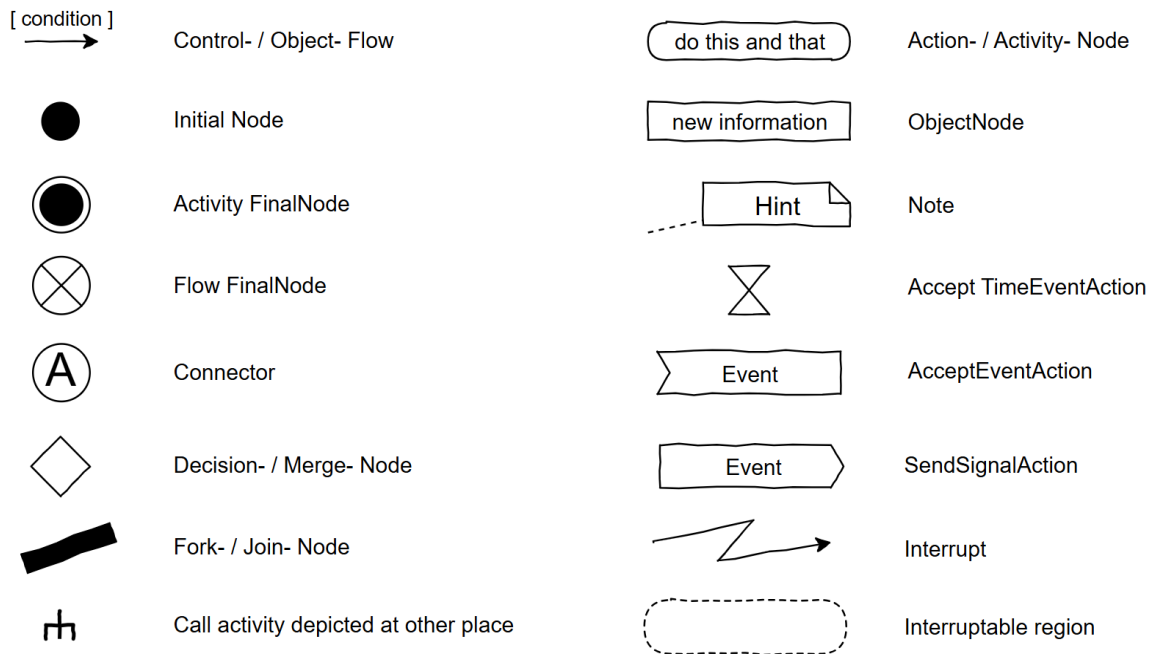 [ condition ]
Control- / Object- Flow
Initial Node
Activity FinalNode
Flow FinalNode
A
Connector
Decision- / Merge- Node
Fork- / Join- Node
Call activity depicted at other place
do this and that
Action- / Activity- Node
new information
ObjectNode
Hint
Note
Accept TimeEventAction
Event
AcceptEventAction
Event
SendSignalAction
Interrupt
Interruptable region